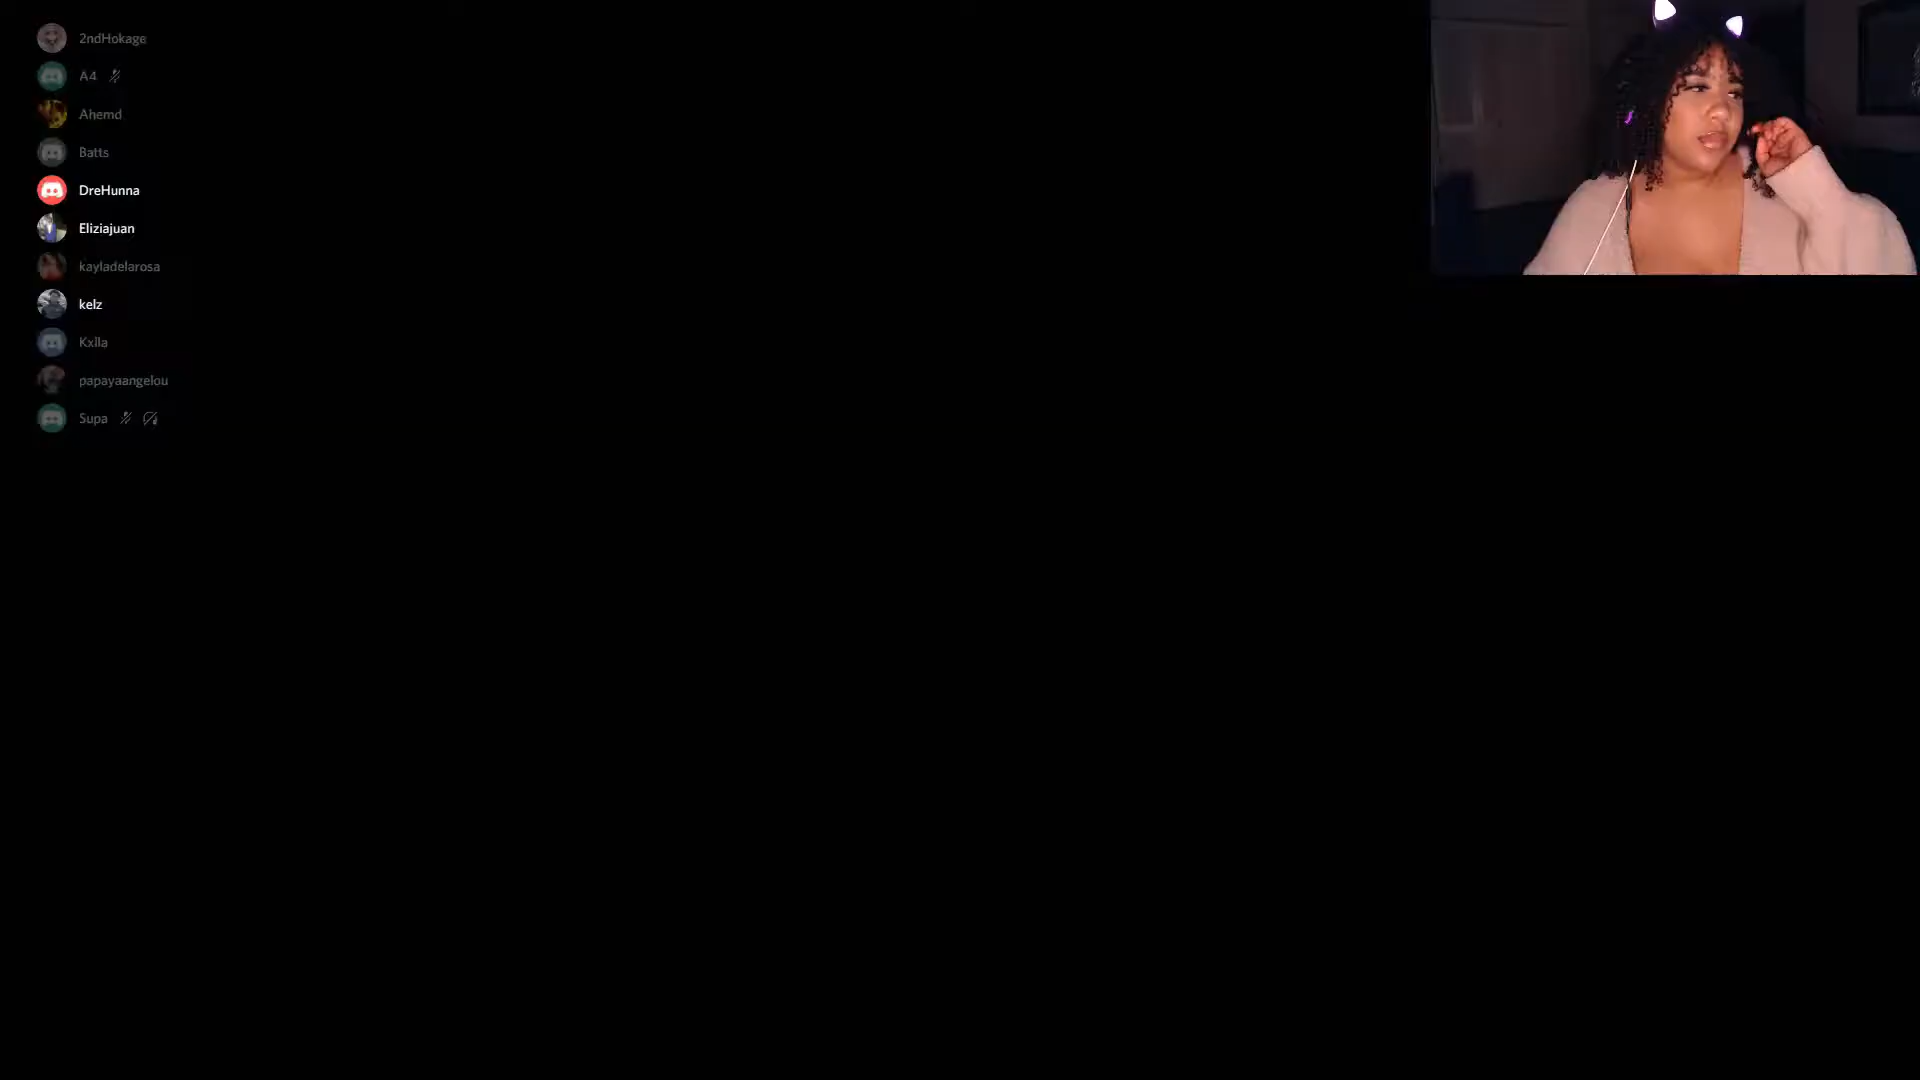 2ndHokage
A4
Ahemd
Batts
DreHunna
Eliziajuan
kayladelarosa
kelz
Kxlla
papayaangelou
Supa